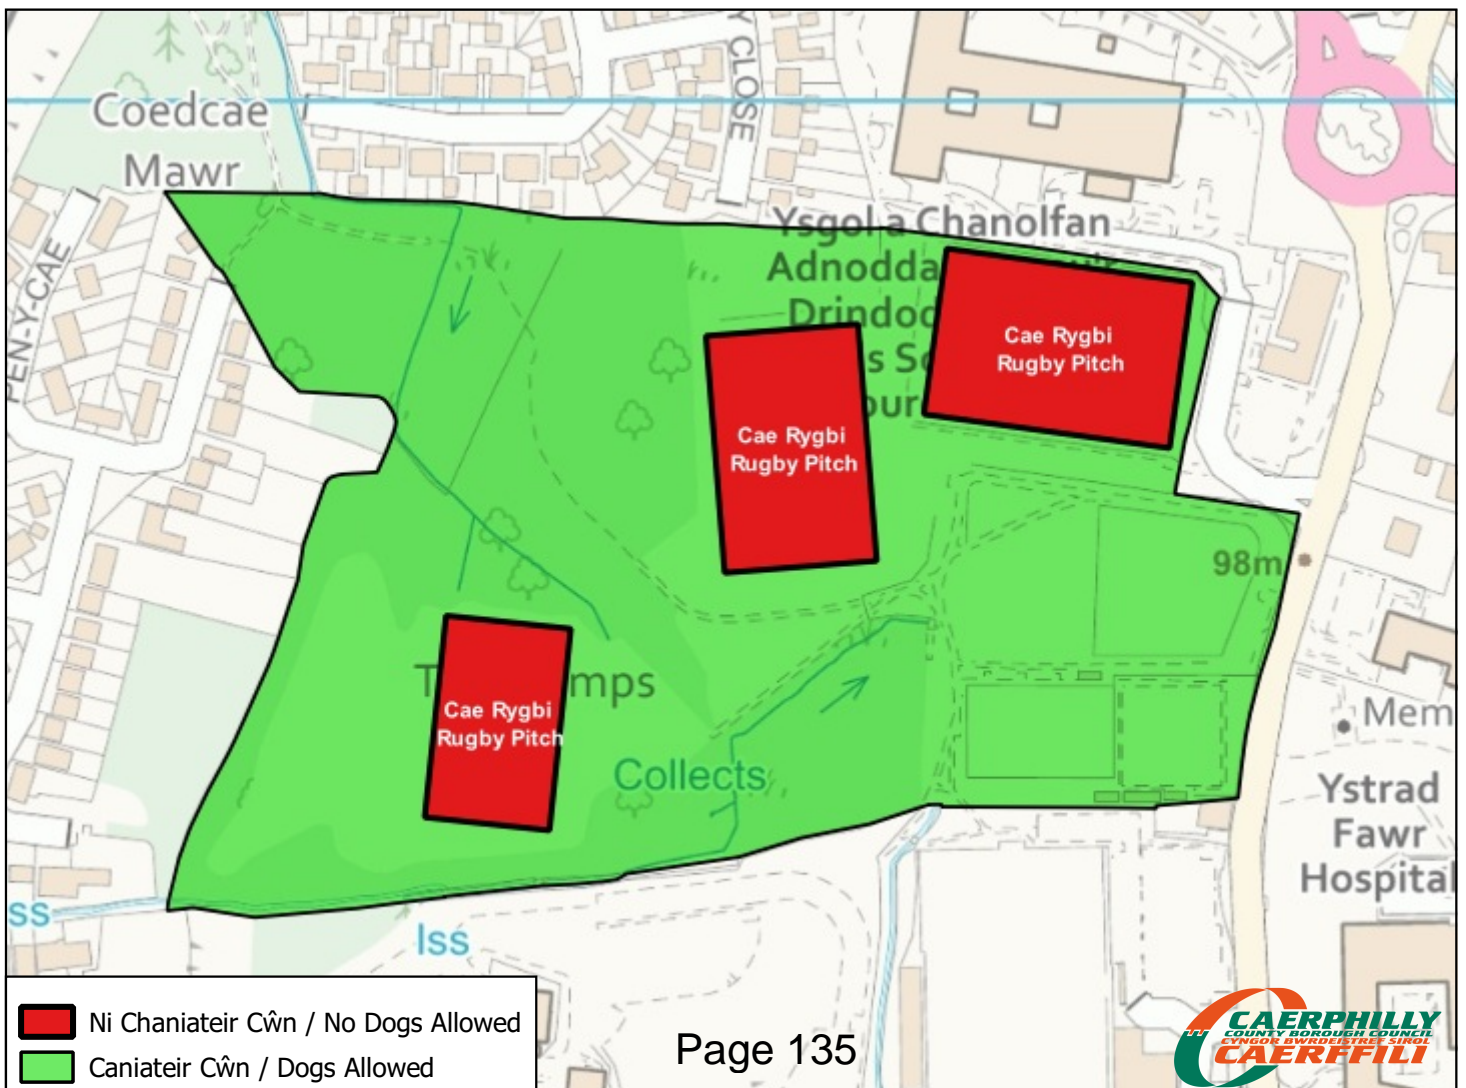 Y CLOSE
Coedcae
Mawr
PEN-Y-CAE
Ysgol a Chanolfan
Adnodda
Drindod
s Sc
our
Cae Rygbi
Rugby Pitch
Cae Rygbi
Rugby Pitch
98m
T mps
Cae Rygbi
Rugby Pitch
Collects
Mem
Ystrad
Fawr
Hospital
ss
Iss
Ni Chaniateir Cŵn / No Dogs Allowed
Caniateir Cŵn / Dogs Allowed
Page 135
CAERPHILLY
COUNTY BOROUGH COUNCIL
CYNGOR BWRDEISTREF SIROL
CAERFFILI